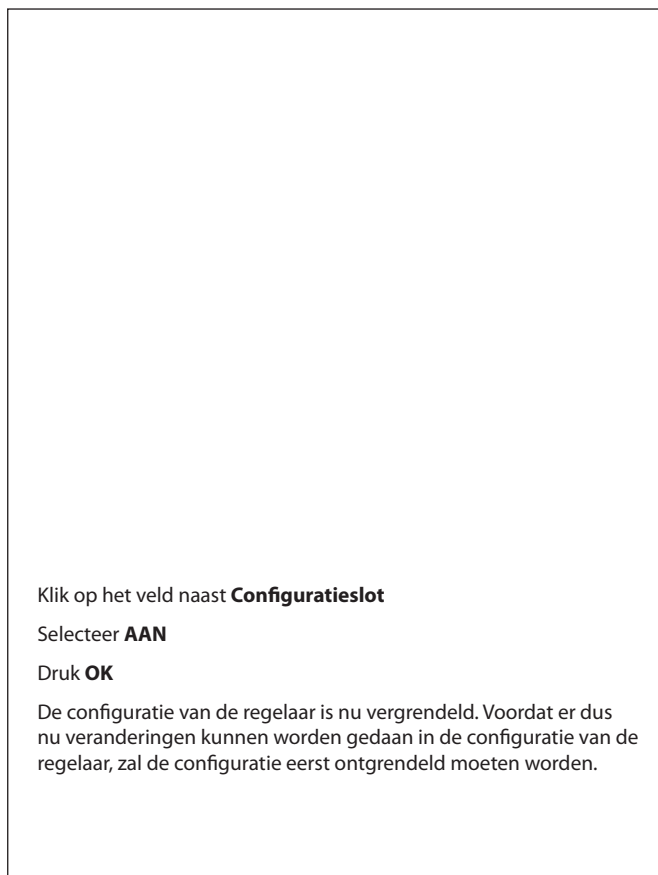 Klik op het veld naast Configuratieslot
Selecteer AAN
Druk OK
De configuratie van de regelaar is nu vergrendeld. Voordat er dus
nu veranderingen kunnen worden gedaan in de configuratie van de
regelaar, zal de configuratie eerst ontgrendeld moeten worden.